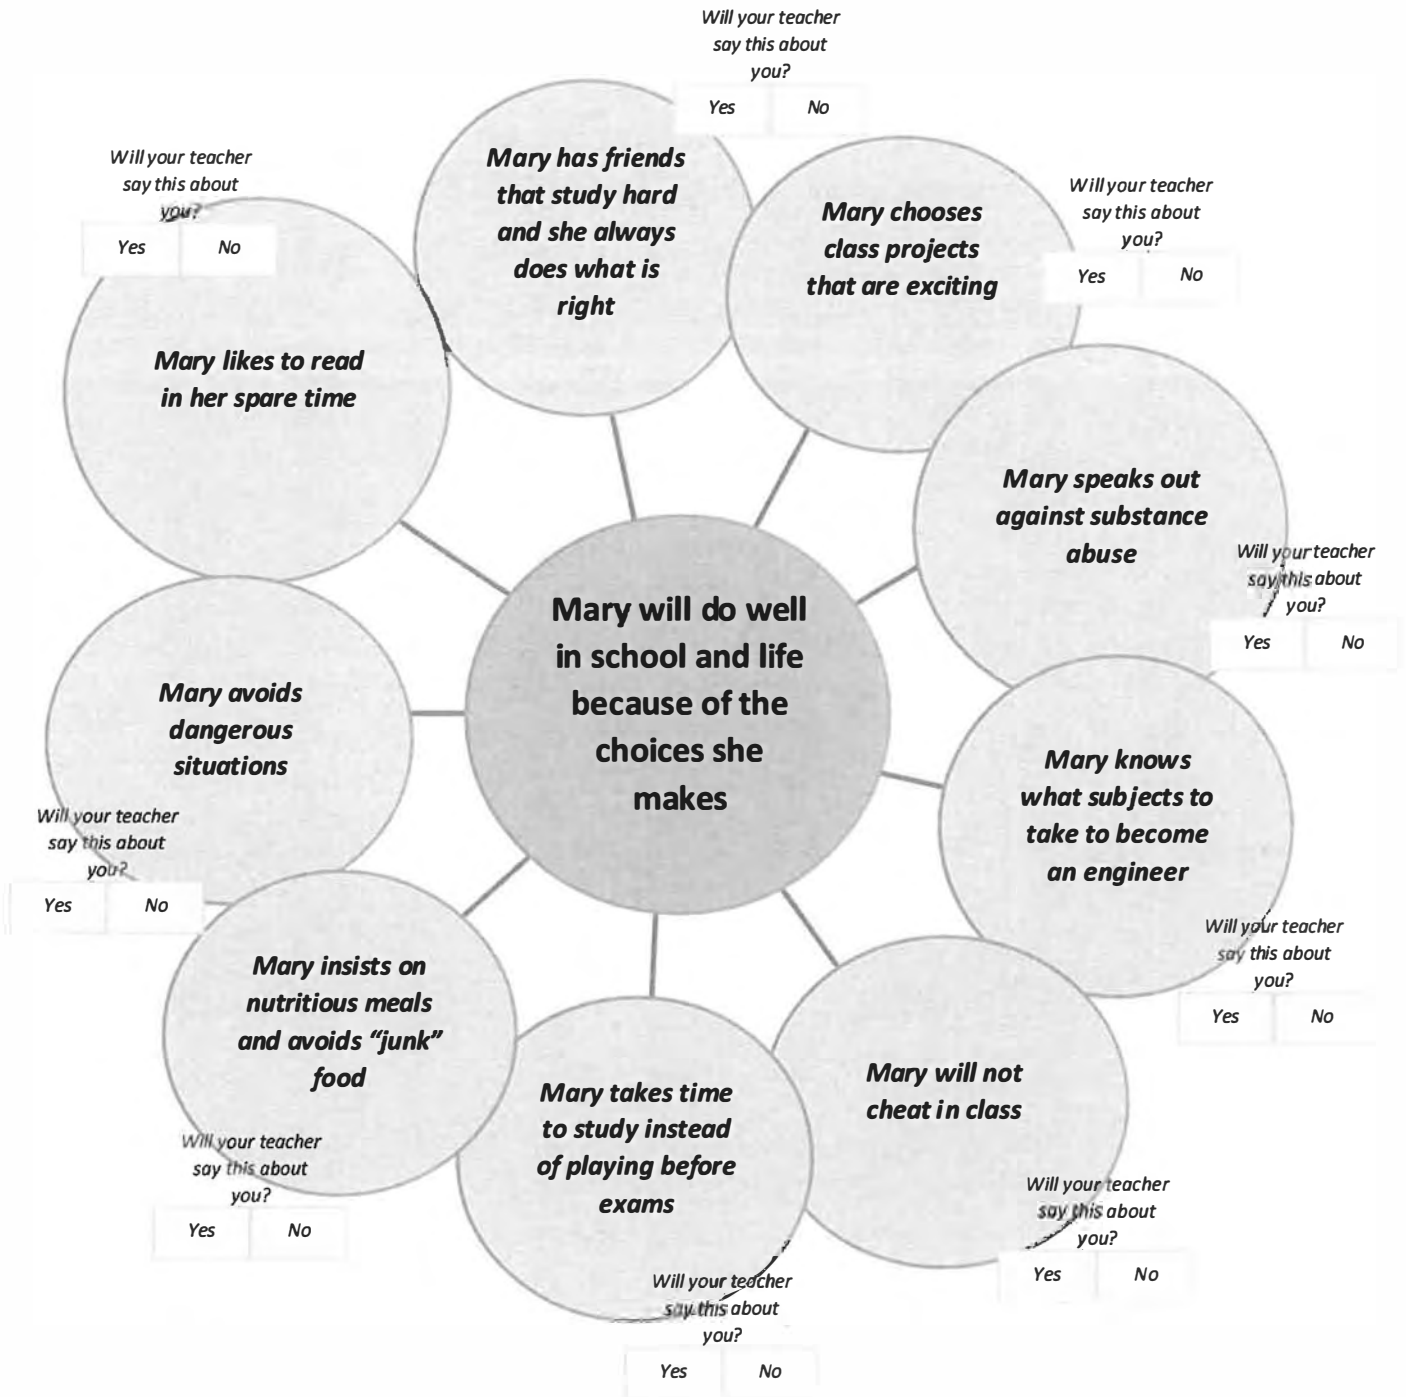 Will your teacher
say this about
you?
Yes No
Mary has friends
that study hard
and she always
does what is
right
Will your teacher
say this about
you?
Yes No
Mary chooses
class projects
that are exciting
Will your teacher
say this about
you?
Yes No
Mary likes to read
in her spare time
Mary speaks out
against substance
abuse
Will your teacher
say this about
you?
Yes No
Mary will do well
in school and life
because of the
choices she
makes
Mary avoids
dangerous
situations
Will your teacher
say this about
you?
Yes No
Mary knows
what subjects to
take to become
an engineer
Will your teacher
say this about
you?
Yes No
Mary insists on
nutritious meals
and avoids “junk”
food
Will your teacher
say this about
you?
Yes No
Mary takes time
to study instead
of playing before
exams
Will your teacher
say this about
you?
Yes No
Mary will not
cheat in class
Will your teacher
say this about
you?
Yes No